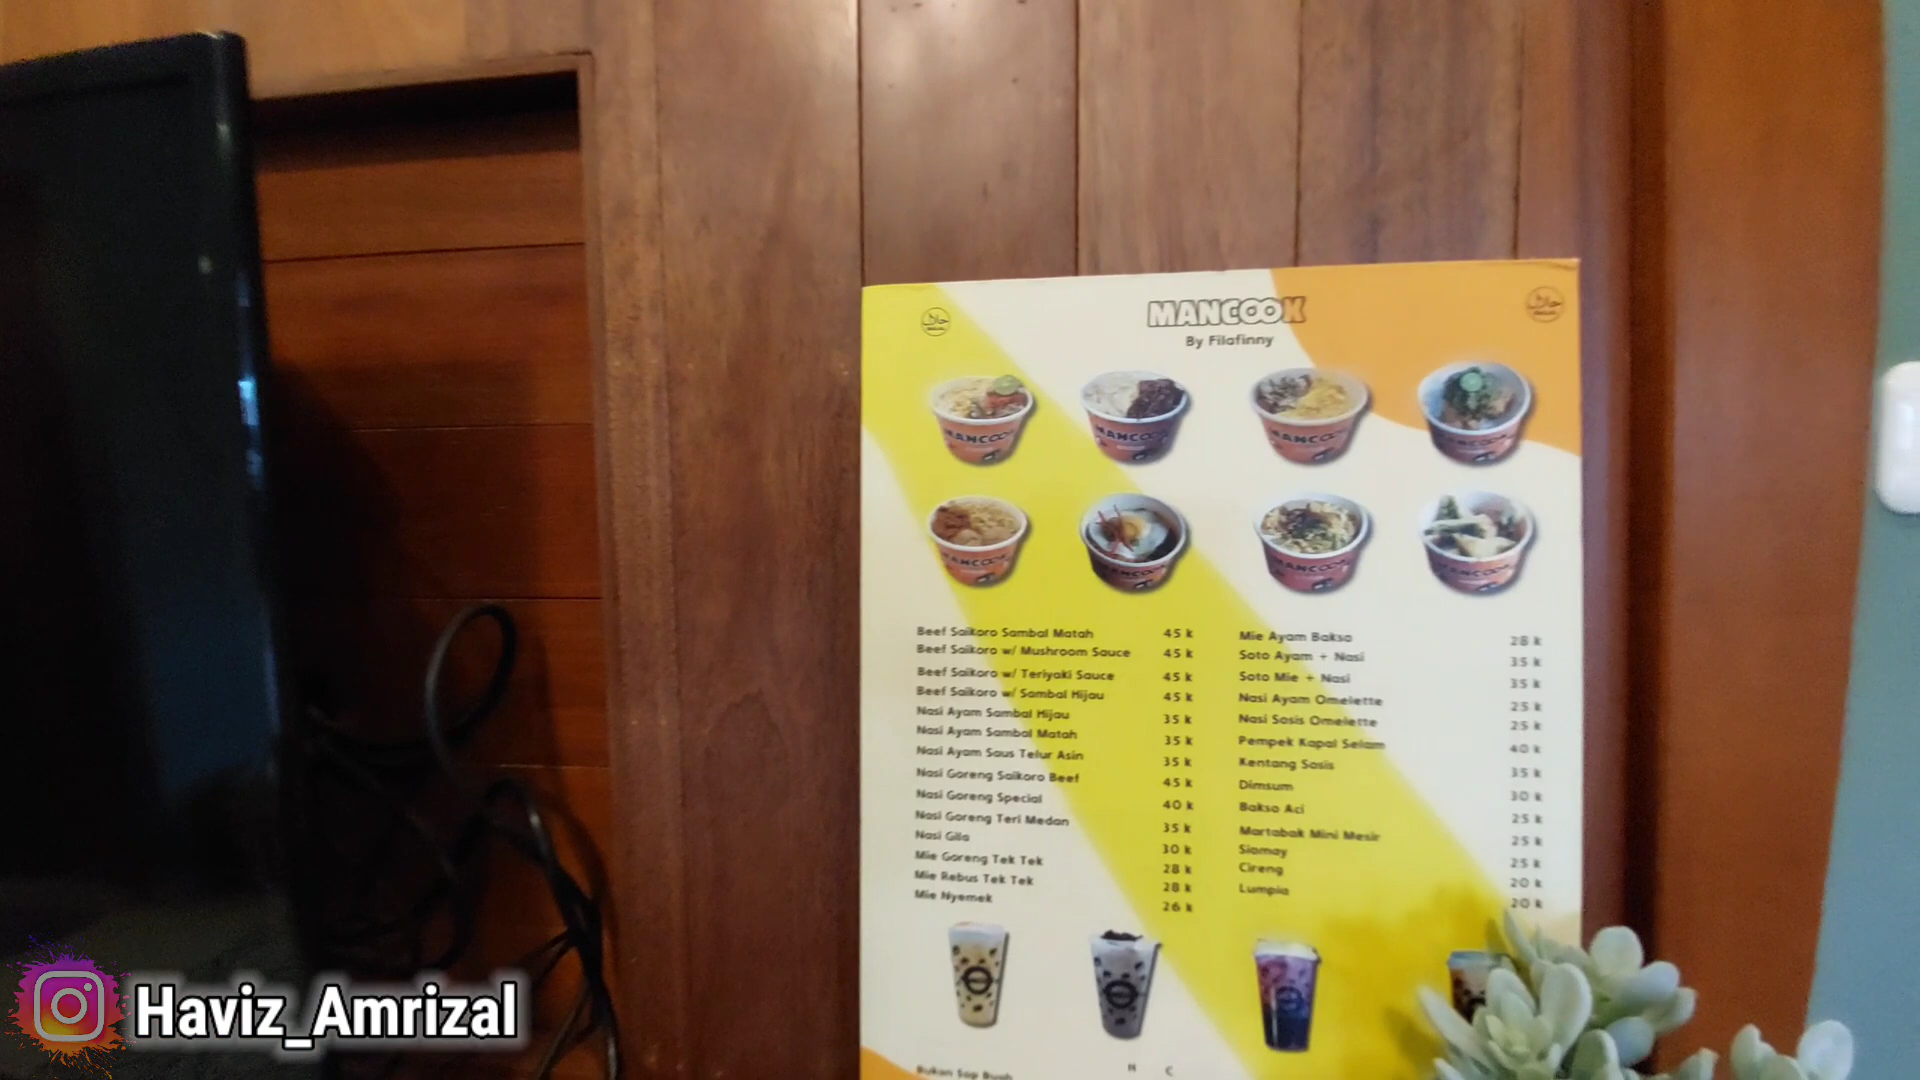 MANCOOK
By Filafinny
Beef Saikoro Sambal Matah 45 k
Beef Saikoro w/ Mushroom Sauce 45 k
Beef Saikoro w/ Teriyaki Sauce 45 k
Beef Saikoro w/ Sambal Hijau 45 k
Nasi Ayam Sambal Hijau 35 k
Nasi Ayam Sambal Matah 35 k
Nasi Ayam Saus Telur Asin 35 k
Nasi Goreng Saikoro Beef 45 k
Nasi Goreng Special 40 k
Nasi Goreng Teri Medan 35 k
Nasi Gila 30 k
Mie Goreng Tek Tek 28 k
Mie Rebus Tek Tek 28 k
Mie Nyemek 26 k
Mie Ayam Bakso 28 k
Soto Ayam + Nasi 35 k
Soto Mie + Nasi 35 k
Nasi Ayam Omelette 25 k
Nasi Sosis Omelette 25 k
Pempek Kapal Selam 40 k
Kentang Sosis 35 k
Dimsum 30 k
Bakso Aci 25 k
Martabak Mini Mesir 25 k
Siomay 25 k
Cireng 20 k
Lumpia 20 k
Bukan Sop Buah N C
Haviz_Amrizal